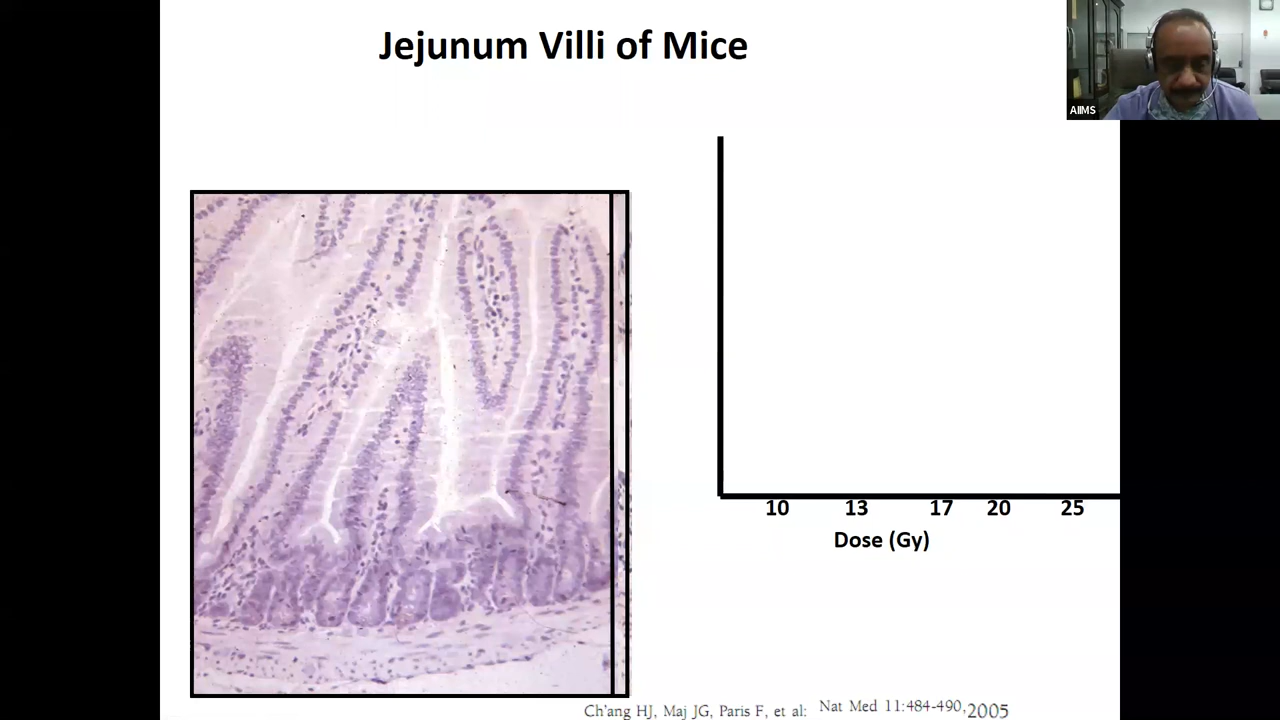 Jejunum Villi of Mice
AIIMS
10 13 17 20 25
Dose (Gy)
Ch'ang HJ, Maj JG, Paris F, et al: Nat Med 11:484-490,2005